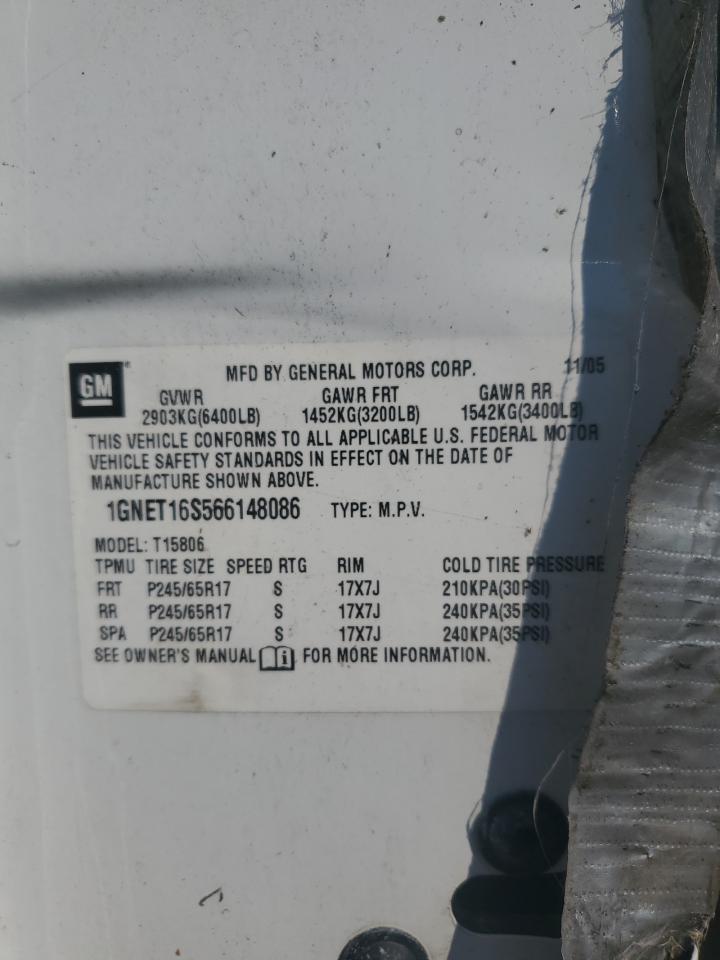 GM ® MFD BY GENERAL MOTORS CORP. 11/05
GVWR GAWR FRT GAWR RR
2903KG(6400LB) 1452KG(3200LB) 1542KG(3400LB)
THIS VEHICLE CONFORMS TO ALL APPLICABLE U.S. FEDERAL MOTOR
VEHICLE SAFETY STANDARDS IN EFFECT ON THE DATE OF
MANUFACTURE SHOWN ABOVE.
1GNET16S566148086 TYPE: M.P.V.
MODEL: T15806
TPMU TIRE SIZE SPEED RTG RIM COLD TIRE PRESSURE
FRT P245/65R17 S 17X7J 210KPA(30PSI)
RR P245/65R17 S 17X7J 240KPA(35PSI)
SPA P245/65R17 S 17X7J 240KPA(35PSI)
SEE OWNER'S MANUAL i FOR MORE INFORMATION.